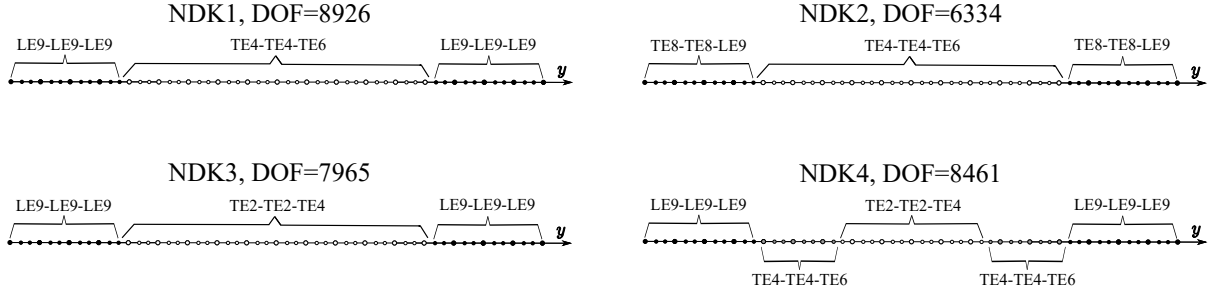 NDK1, DOF=8926
LE9-LE9-LE9 TE4-TE4-TE6 LE9-LE9-LE9
y
NDK2, DOF=6334
TE8-TE8-LE9 TE4-TE4-TE6 TE8-TE8-LE9
y
NDK3, DOF=7965
LE9-LE9-LE9 TE2-TE2-TE4 LE9-LE9-LE9
y
NDK4, DOF=8461
LE9-LE9-LE9 TE2-TE2-TE4 LE9-LE9-LE9
y
TE4-TE4-TE6 TE4-TE4-TE6